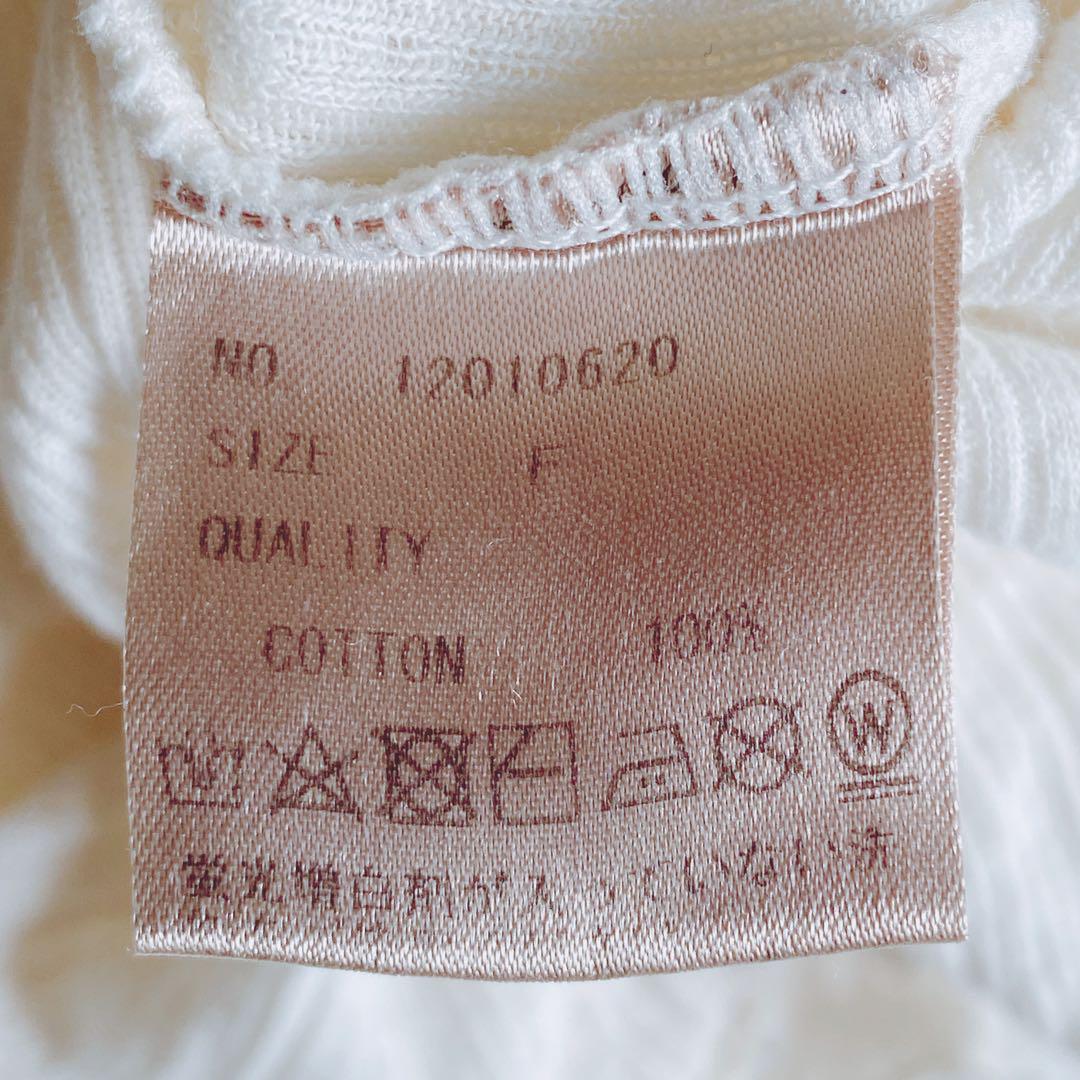 NO 12010620
SIZE F
QUALITY
COTTON 100%
W
蛍光増白剤が入っていない洗